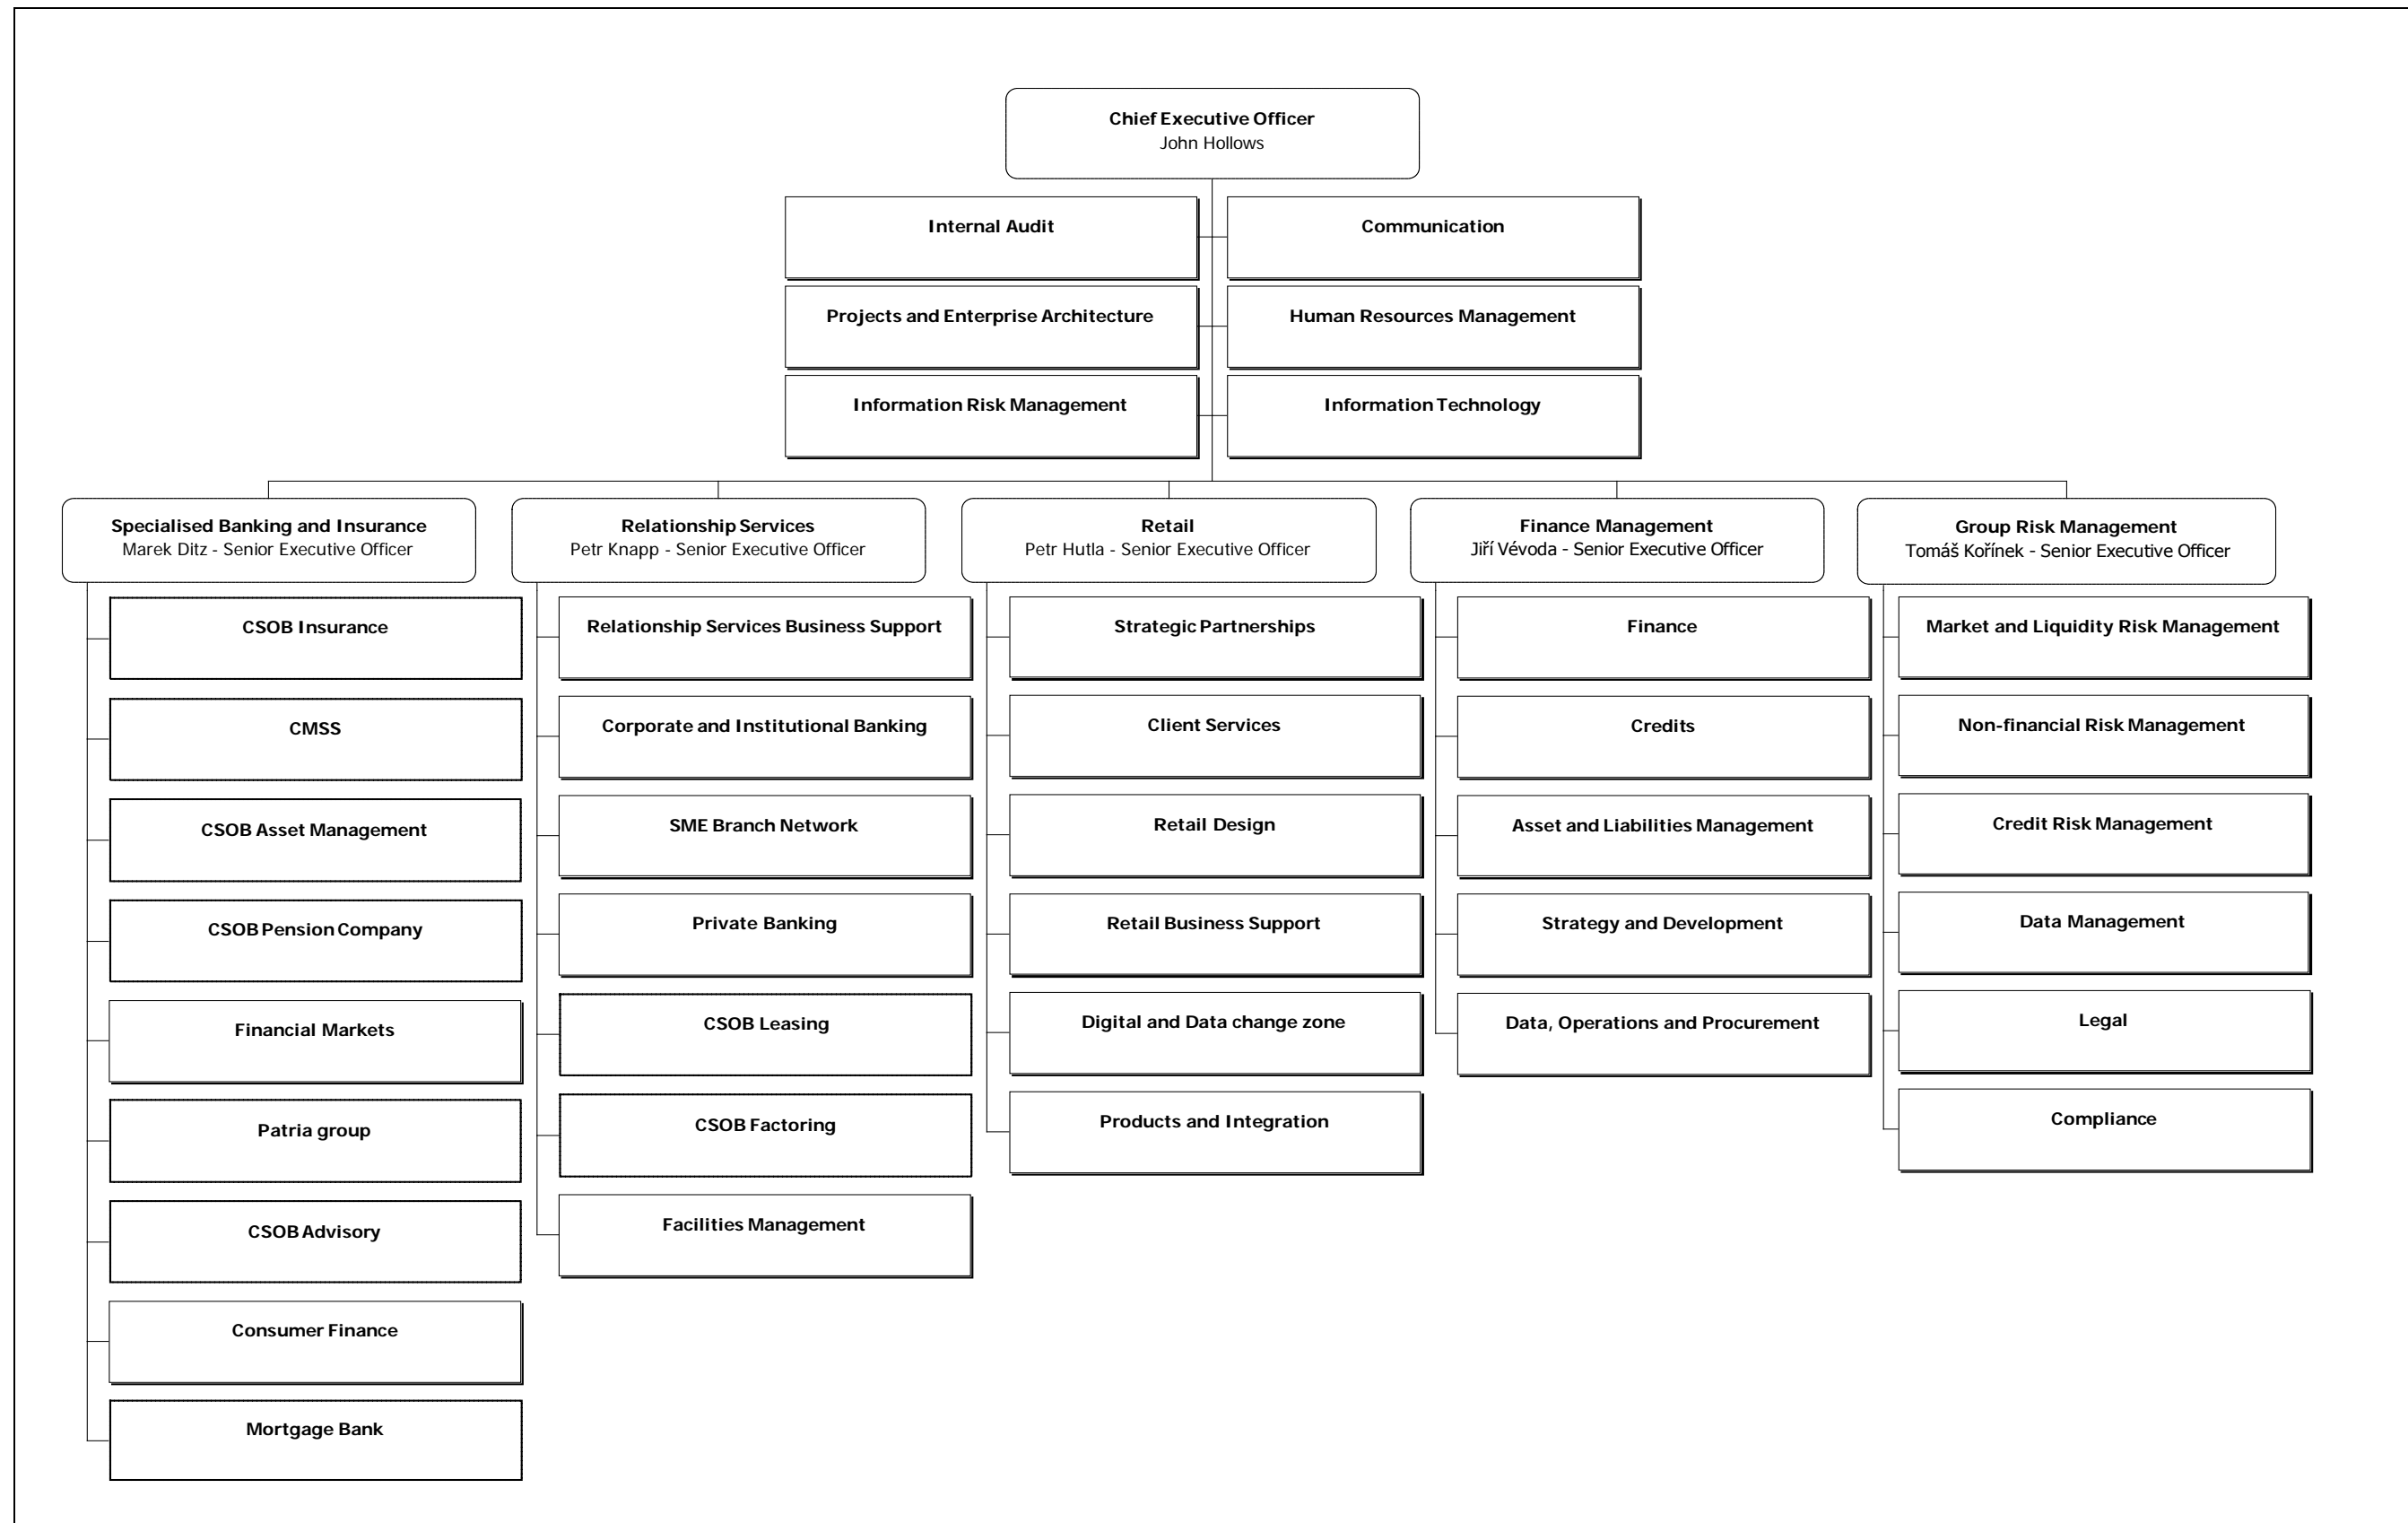 Chief Executive Officer
John Hollows
Internal Audit
Communication
Projects and Enterprise Architecture
Human Resources Management
Information Risk Management
Information Technology
Specialised Banking and Insurance
Marek Ditz - Senior Executive Officer
Relationship Services
Petr Knapp - Senior Executive Officer
Retail
Petr Hutla - Senior Executive Officer
Finance Management
Jiří Vévoda - Senior Executive Officer
Group Risk Management
Tomáš Kořínek - Senior Executive Officer
CSOB Insurance
CMSS
CSOB Asset Management
CSOB Pension Company
Financial Markets
Patria group
CSOB Advisory
Consumer Finance
Mortgage Bank
Relationship Services Business Support
Corporate and Institutional Banking
SME Branch Network
Private Banking
CSOB Leasing
CSOB Factoring
Facilities Management
Strategic Partnerships
Client Services
Retail Design
Retail Business Support
Digital and Data change zone
Products and Integration
Finance
Credits
Asset and Liabilities Management
Strategy and Development
Data, Operations and Procurement
Market and Liquidity Risk Management
Non-financial Risk Management
Credit Risk Management
Data Management
Legal
Compliance